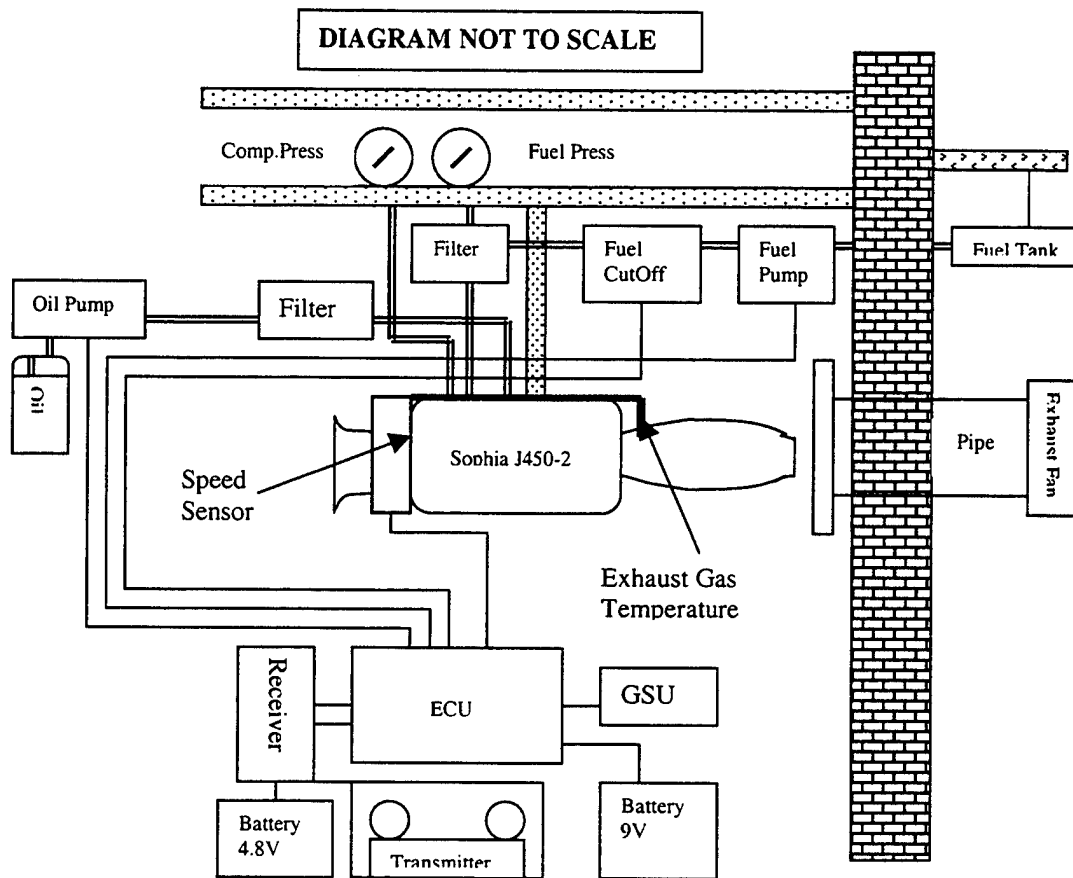 DIAGRAM NOT TO SCALE
Comp.Press
Fuel Press
Filter
Fuel
CutOff
Fuel
Pump
Fuel Tank
Oil Pump
Filter
Oil
Sophia J450-2
Pipe
Exhaust Fan
Speed
Sensor
Exhaust Gas
Temperature
Receiver
ECU
GSU
Battery
4.8V
Transmitter
Battery
9V